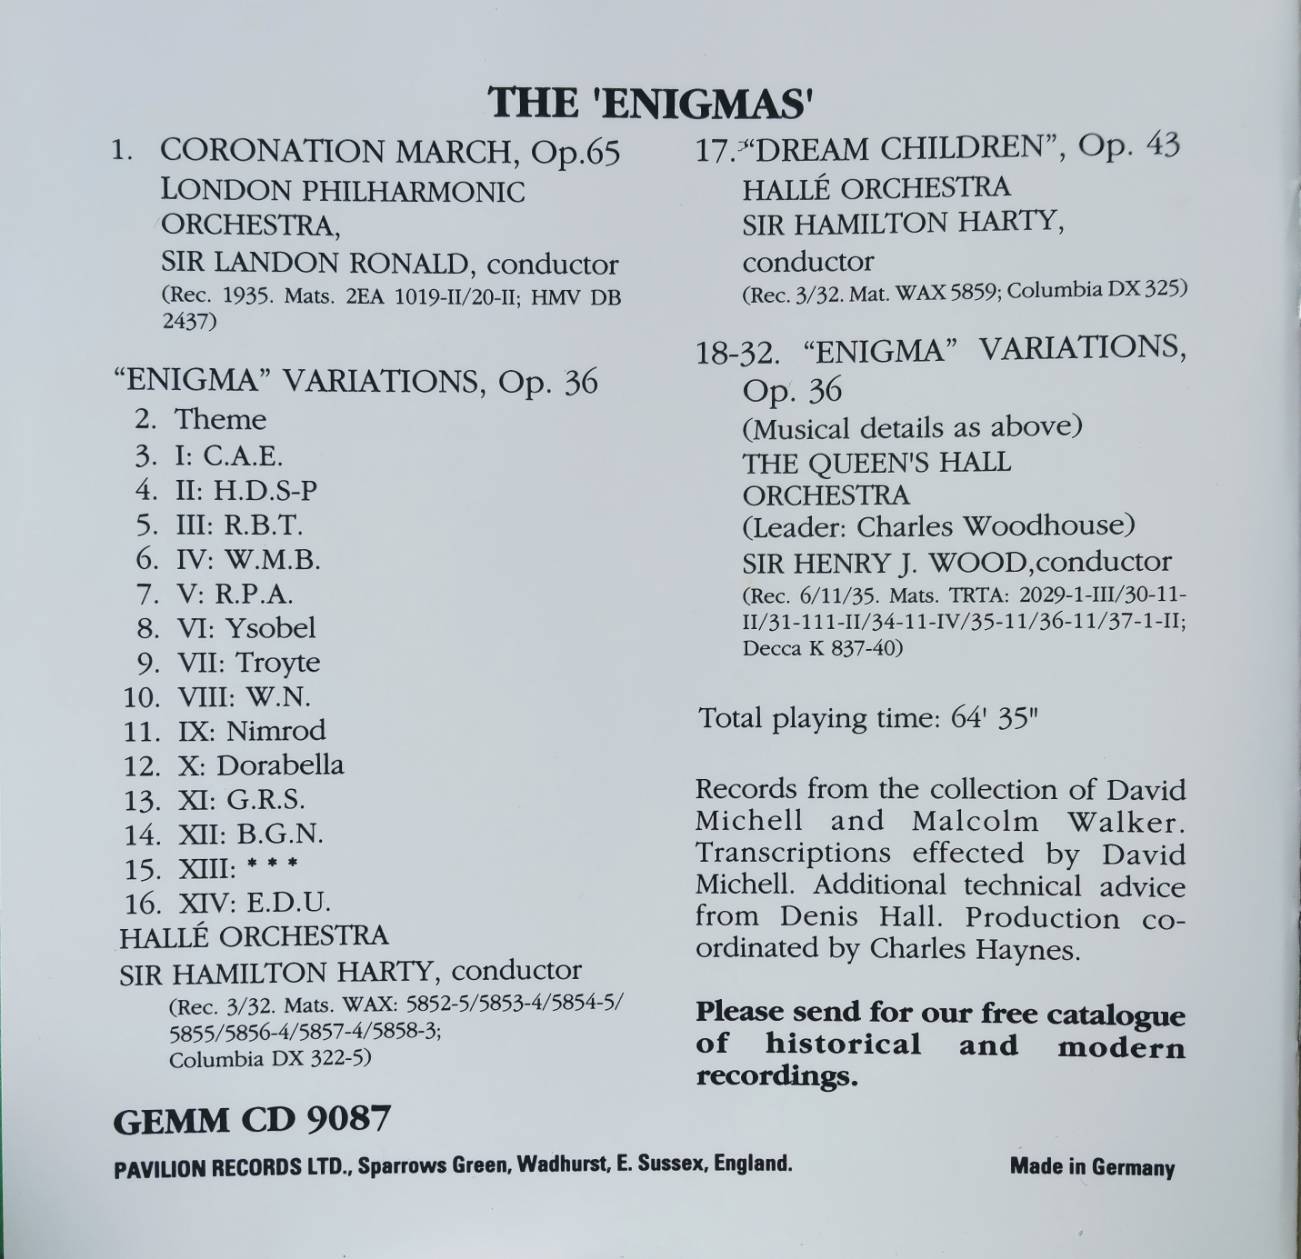 THE 'ENIGMAS'
1. CORONATION MARCH, Op.65
LONDON PHILHARMONIC
ORCHESTRA,
SIR LANDON RONALD, conductor
(Rec. 1935. Mats. 2EA 1019-II/20-II; HMV DB
2437)
"ENIGMA" VARIATIONS, Op. 36
2. Theme
3. I: C.A.E.
4. II: H.D.S-P
5. III: R.B.T.
6. IV: W.M.B.
7. V: R.P.A.
8. VI: Ysobel
9. VII: Troyte
10. VIII: W.N.
11. IX: Nimrod
12. X: Dorabella
13. XI: G.R.S.
14. XII: B.G.N.
15. XIII: * * *
16. XIV: E.D.U.
HALLÉ ORCHESTRA
SIR HAMILTON HARTY, conductor
(Rec. 3/32. Mats. WAX: 5852-5/5853-4/5854-5/
5855/5856-4/5857-4/5858-3;
Columbia DX 322-5)
17. “DREAM CHILDREN”, Op. 43
HALLÉ ORCHESTRA
SIR HAMILTON HARTY,
conductor
(Rec. 3/32. Mat. WAX 5859; Columbia DX 325)
18-32. “ENIGMA” VARIATIONS,
Op. 36
(Musical details as above)
THE QUEEN'S HALL
ORCHESTRA
(Leader: Charles Woodhouse)
SIR HENRY J. WOOD,conductor
(Rec. 6/11/35. Mats. TRTA: 2029-1-III/30-11-
II/31-111-II/34-11-IV/35-11/36-11/37-1-II;
Decca K 837-40)
Total playing time: 64' 35"
Records from the collection of David
Michell and Malcolm Walker.
Transcriptions effected by David
Michell. Additional technical advice
from Denis Hall. Production co-
ordinated by Charles Haynes.
Please send for our free catalogue
of historical and modern
recordings.
GEMM CD 9087
PAVILION RECORDS LTD., Sparrows Green, Wadhurst, E. Sussex, England.
Made in Germany